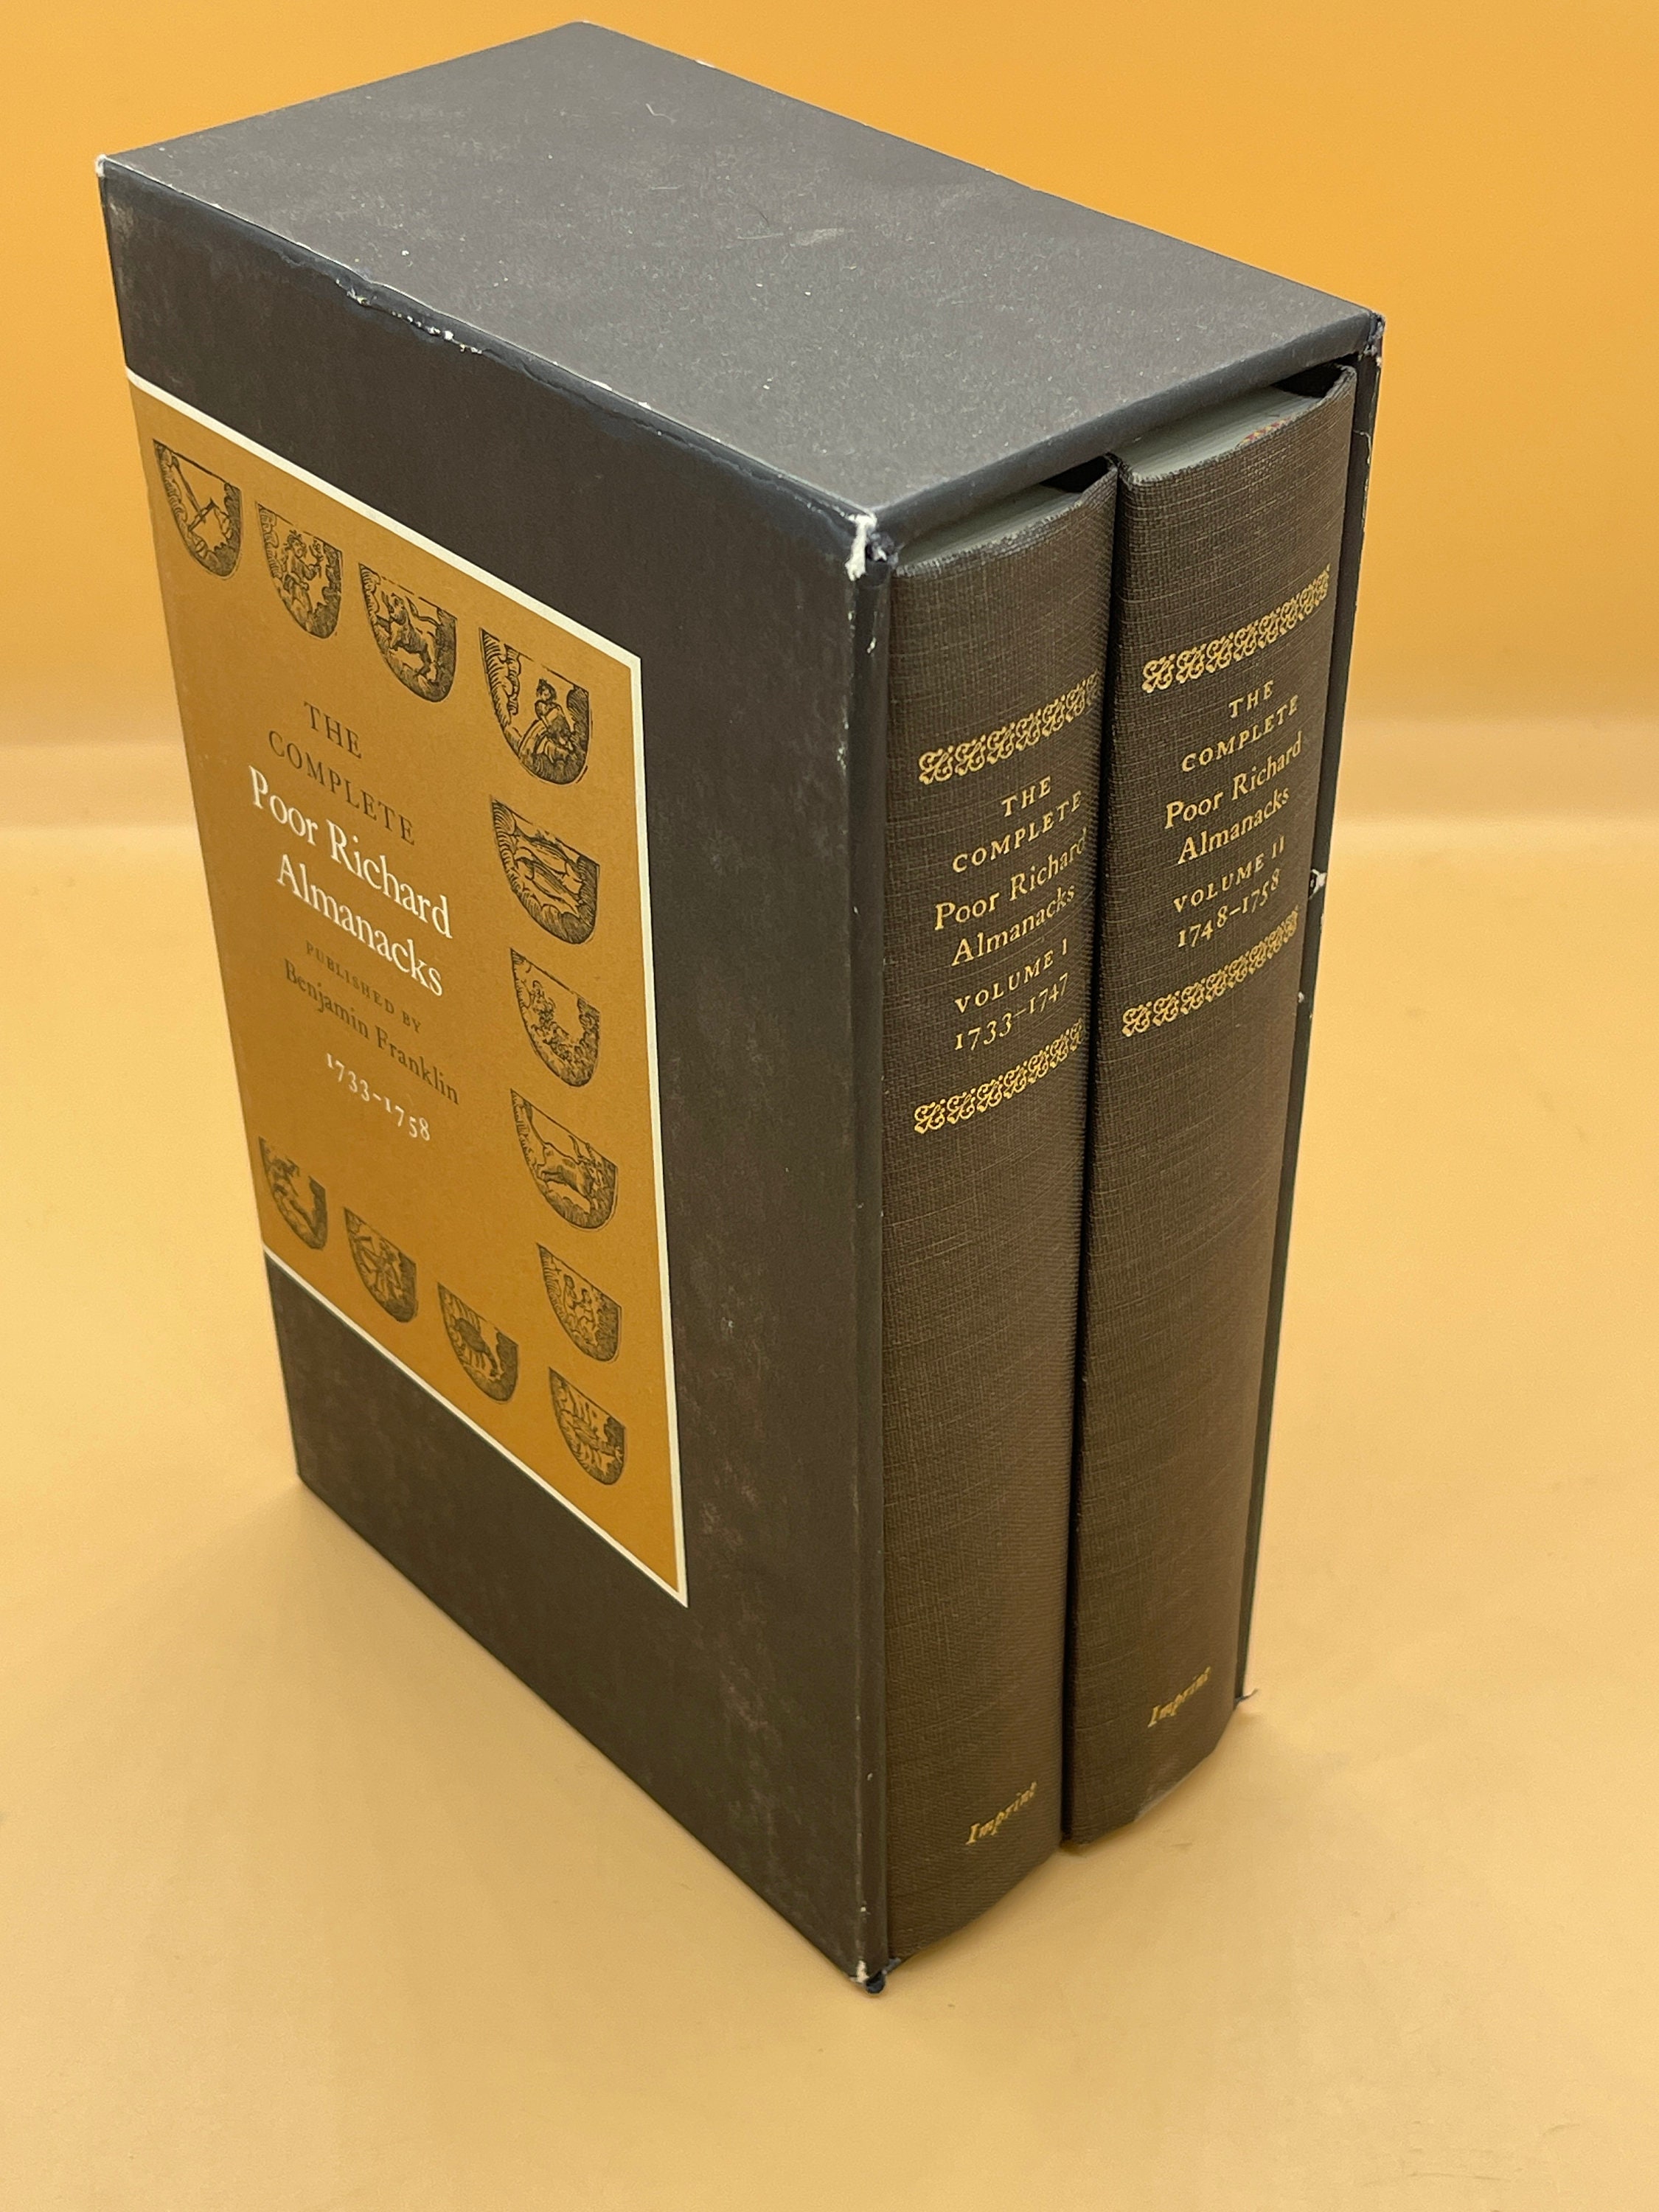 THE
COMPLETE
Poor Richard
Almanacks
PUBLISHED BY
Benjamin Franklin
1733-1758
THE
COMPLETE
Poor Richard
Almanacks
VOLUME I
1733-1747
Imprint
THE
COMPLETE
Poor Richard
Almanacks
VOLUME II
1748-1758
Imprint